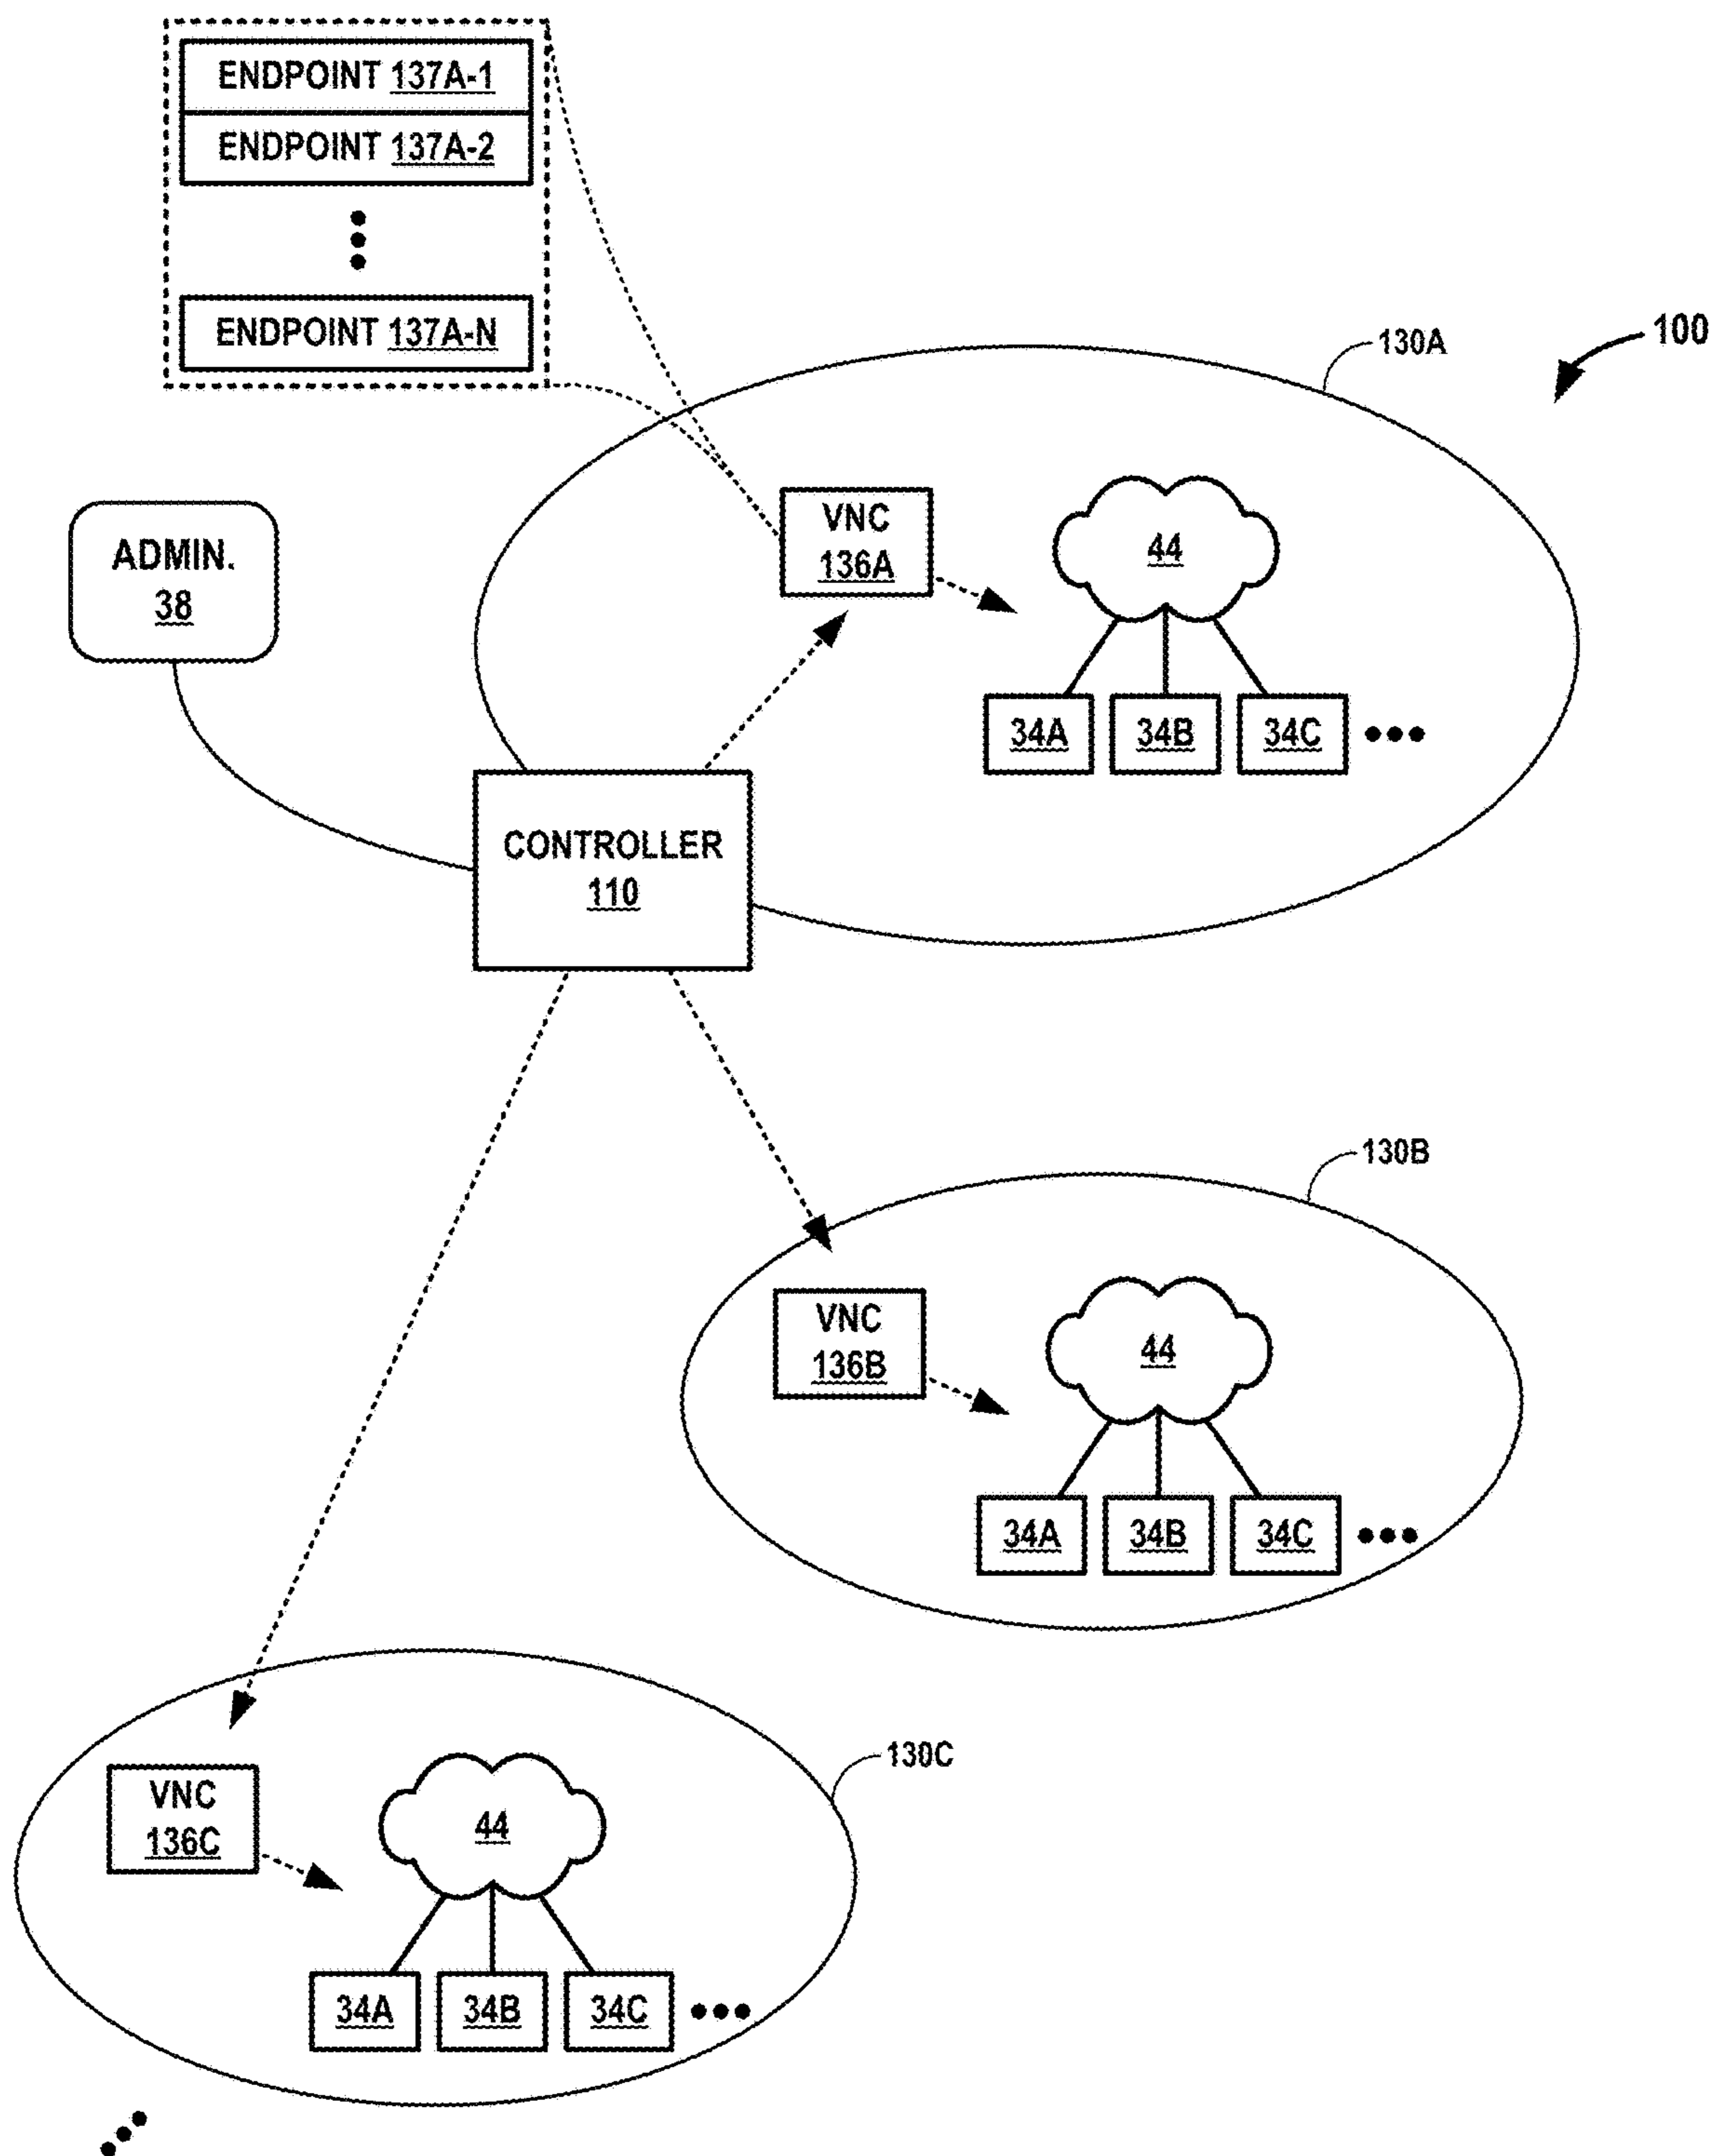 ENDPOINT 137A-1
ENDPOINT 137A-2
ENDPOINT 137A-N
100
130A
VNC
136A
44
ADMIN.
38
34A 34B 34C
CONTROLLER
110
130B
VNC
136B
44
34A 34B 34C
130C
VNC
136C
44
34A 34B 34C